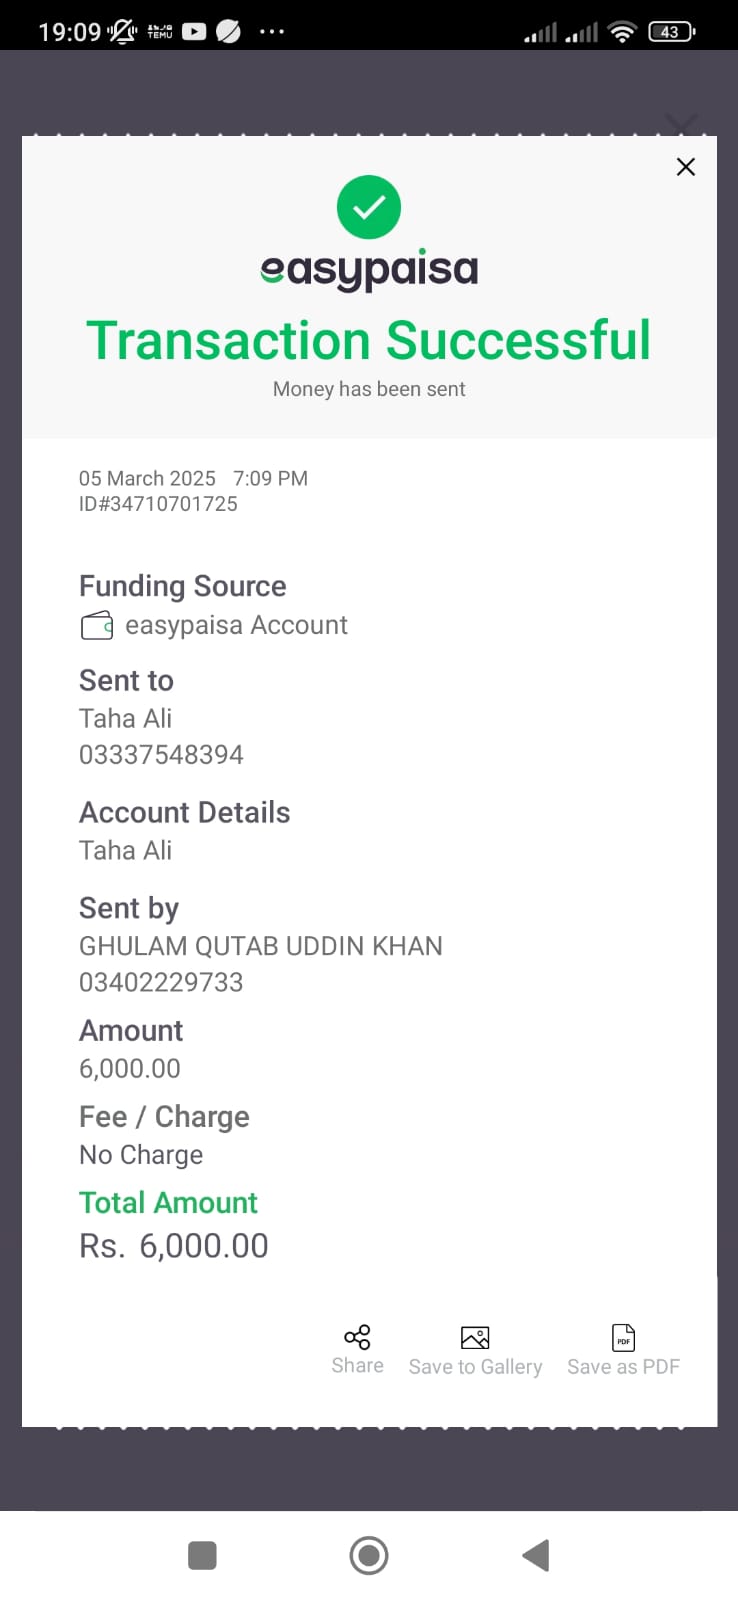 19:09
TEMU
43
easypaisa
Transaction Successful
Money has been sent
05 March 2025 7:09 PM
ID#34710701725
Funding Source
easypaisa Account
Sent to
Taha Ali
03337548394
Account Details
Taha Ali
Sent by
GHULAM QUTAB UDDIN KHAN
03402229733
Amount
6,000.00
Fee / Charge
No Charge
Total Amount
Rs. 6,000.00
PDF
Share
Save to Gallery
Save as PDF